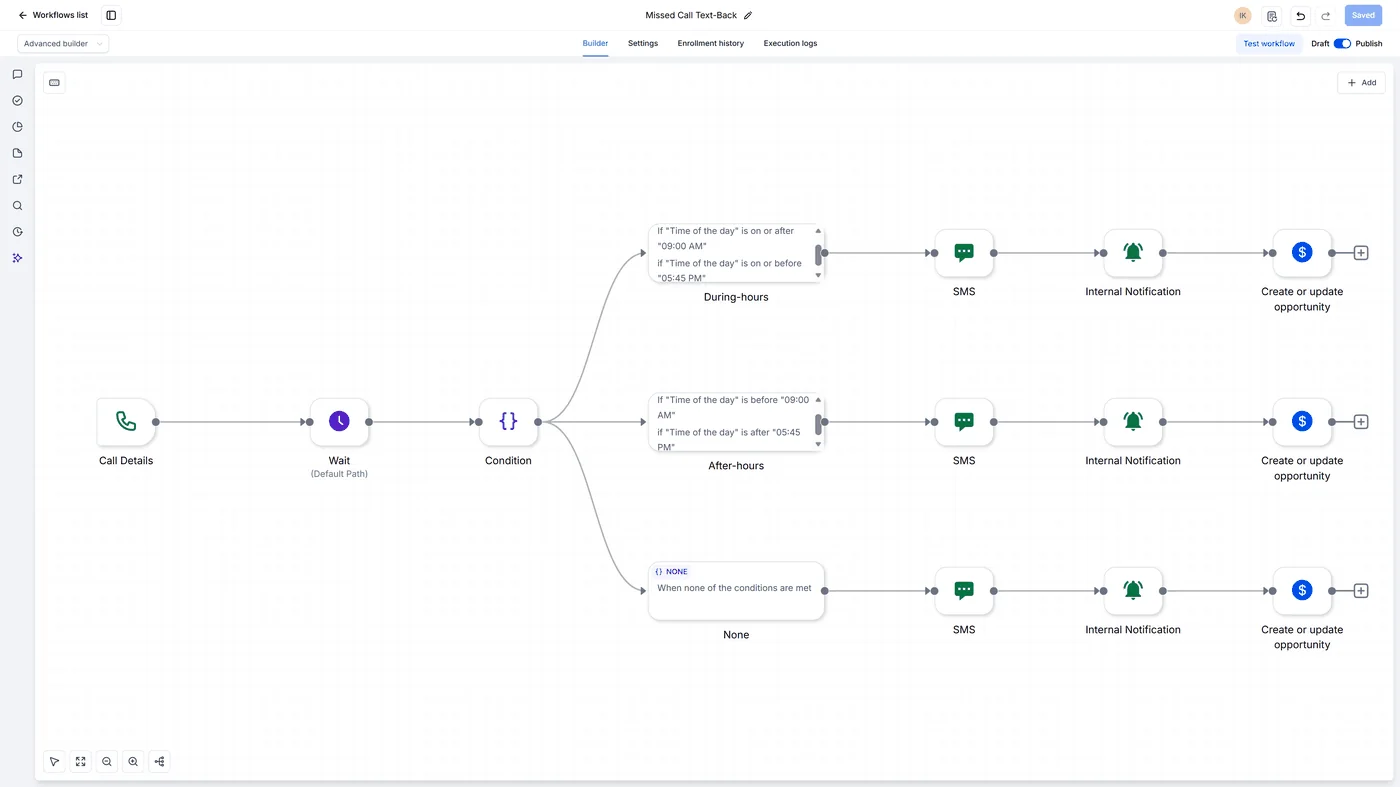 Workflows list
Missed Call Text-Back
IK
Saved
Advanced builder
Builder
Settings
Enrollment history
Execution logs
Test workflow
Draft
Publish
Add
If "Time of the day" is on or after
"09:00 AM"
if "Time of the day" is on or before
"05:45 PM"
During-hours
SMS
Internal Notification
Create or update
opportunity
Call Details
Wait
(Default Path)
{}
Condition
If "Time of the day" is before "09:00
AM"
if "Time of the day" is after "05:45
PM"
After-hours
SMS
Internal Notification
Create or update
opportunity
{} NONE
When none of the conditions are met
None
SMS
Internal Notification
Create or update
opportunity